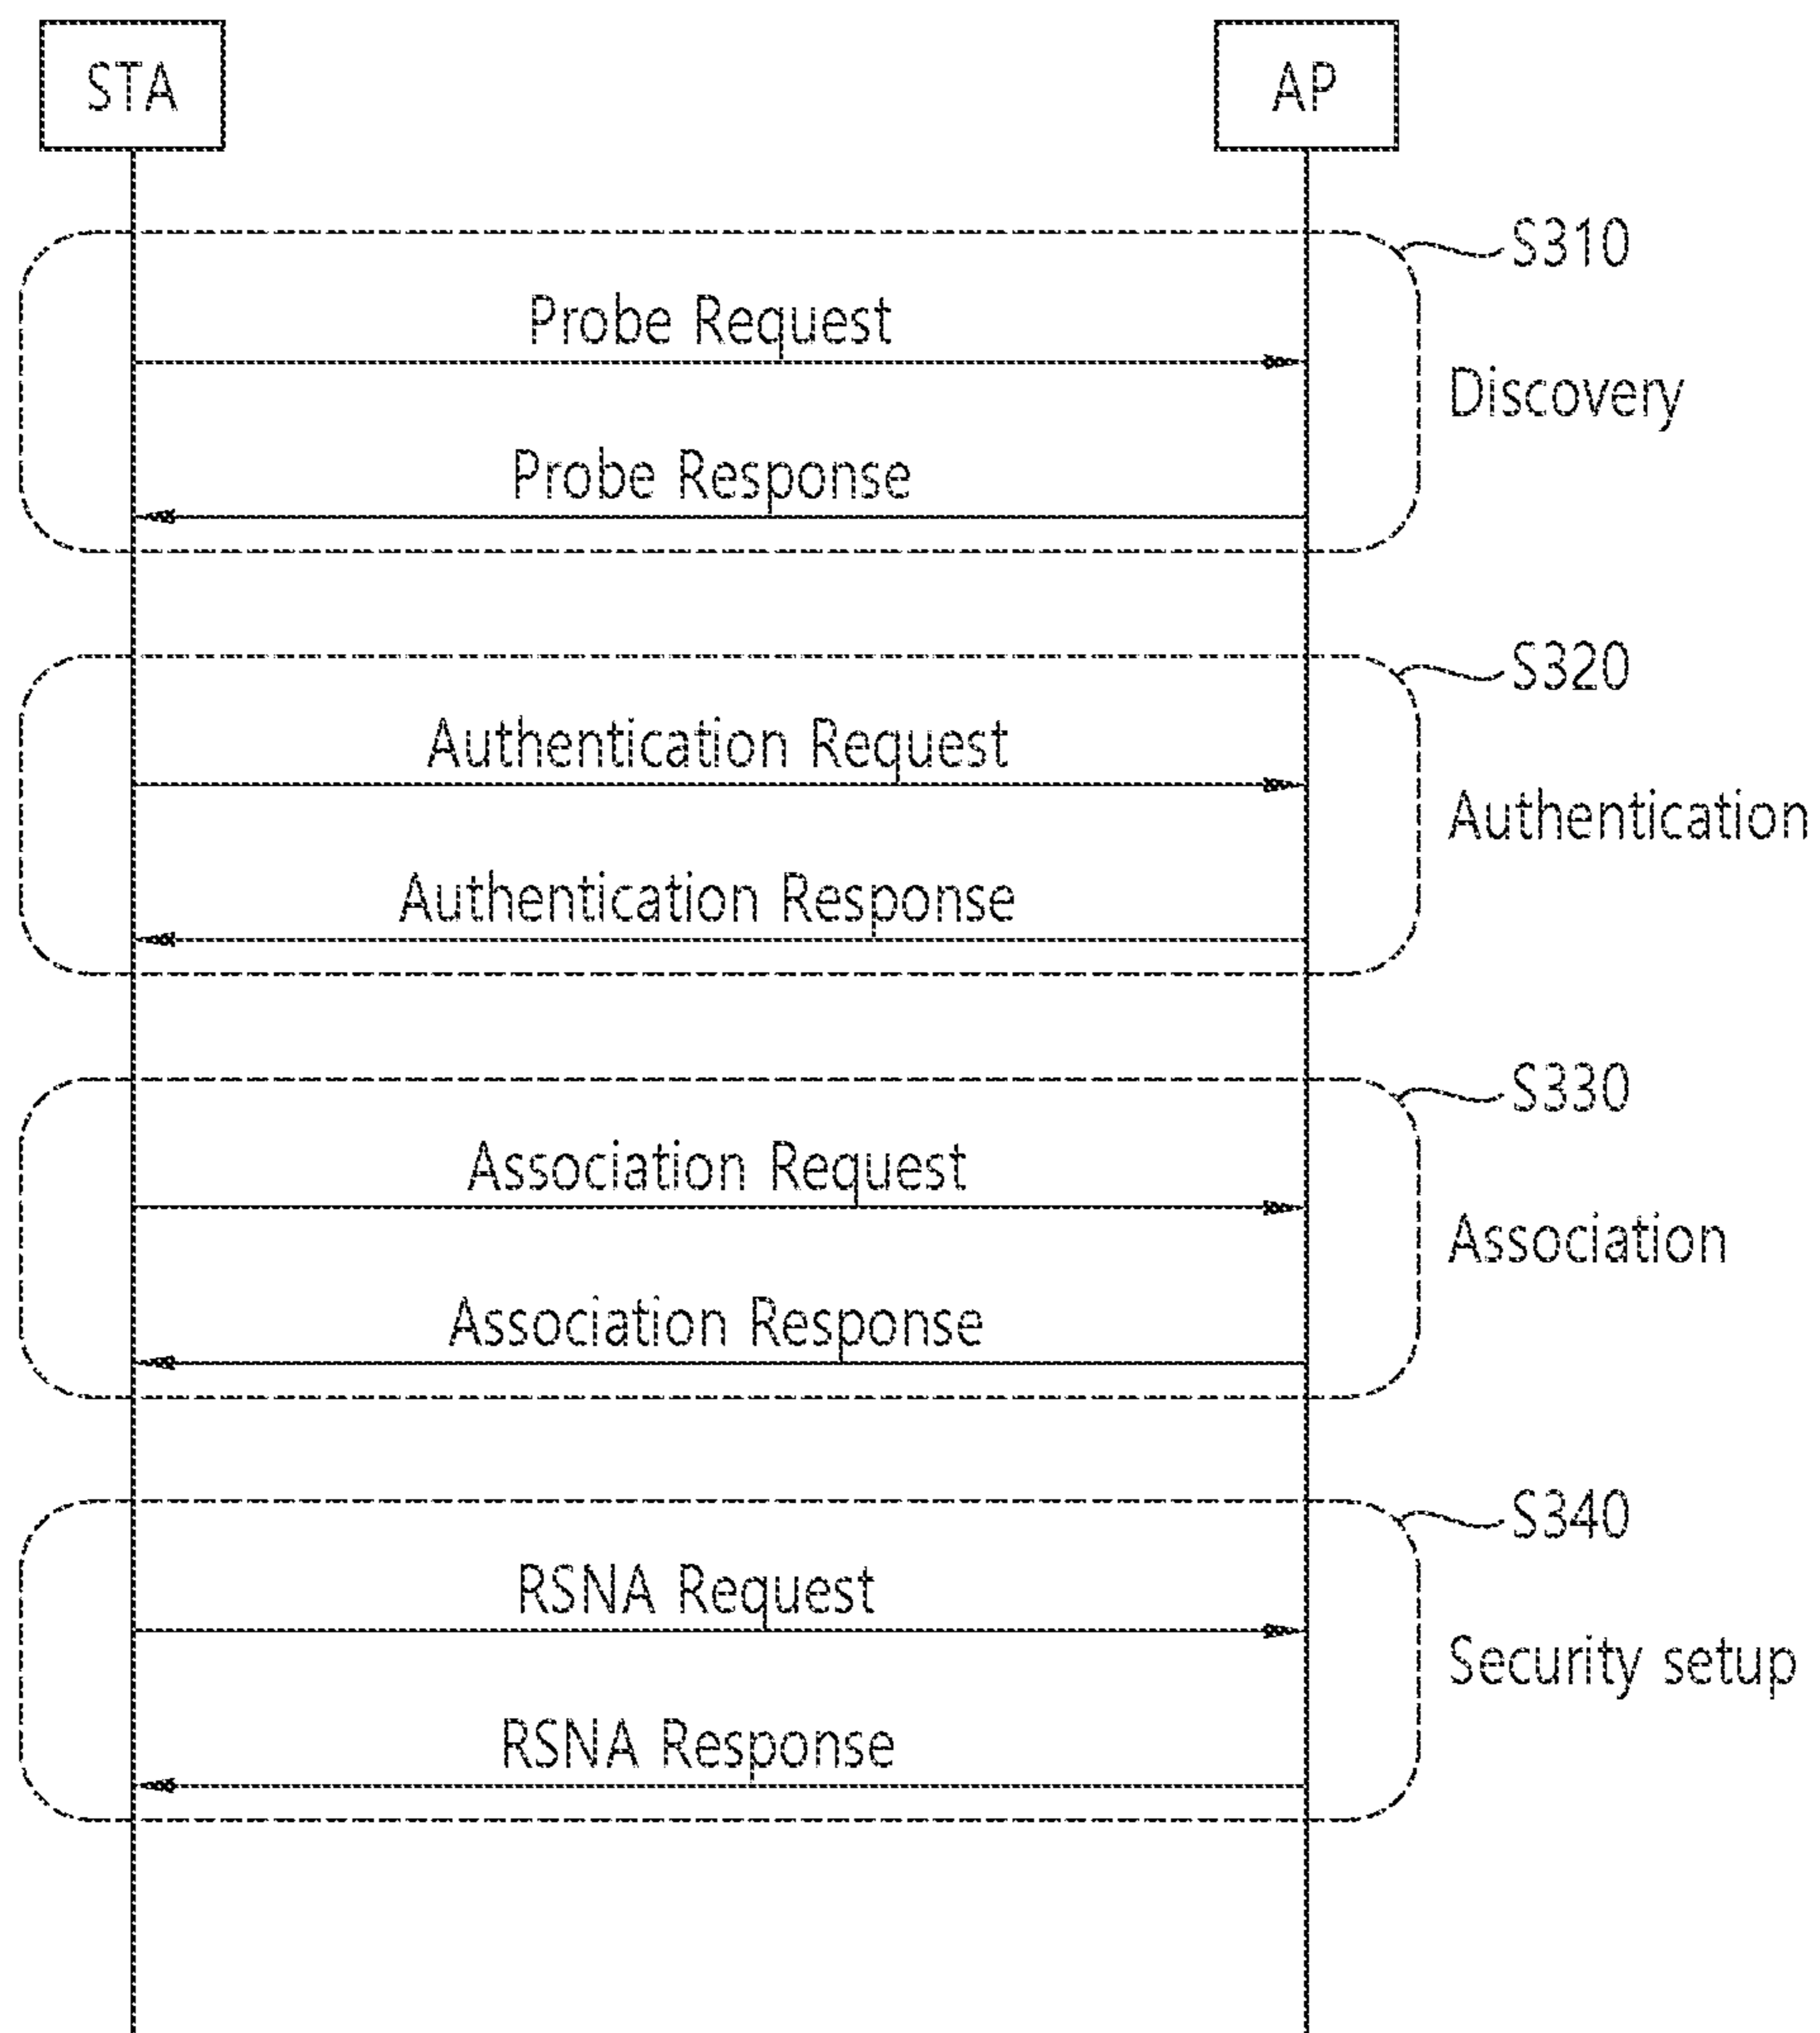 STA
AP
S310
Probe Request
Discovery
Probe Response
S320
Authentication Request
Authentication
Authentication Response
S330
Association Request
Association
Association Response
S340
RSNA Request
Security setup
RSNA Response